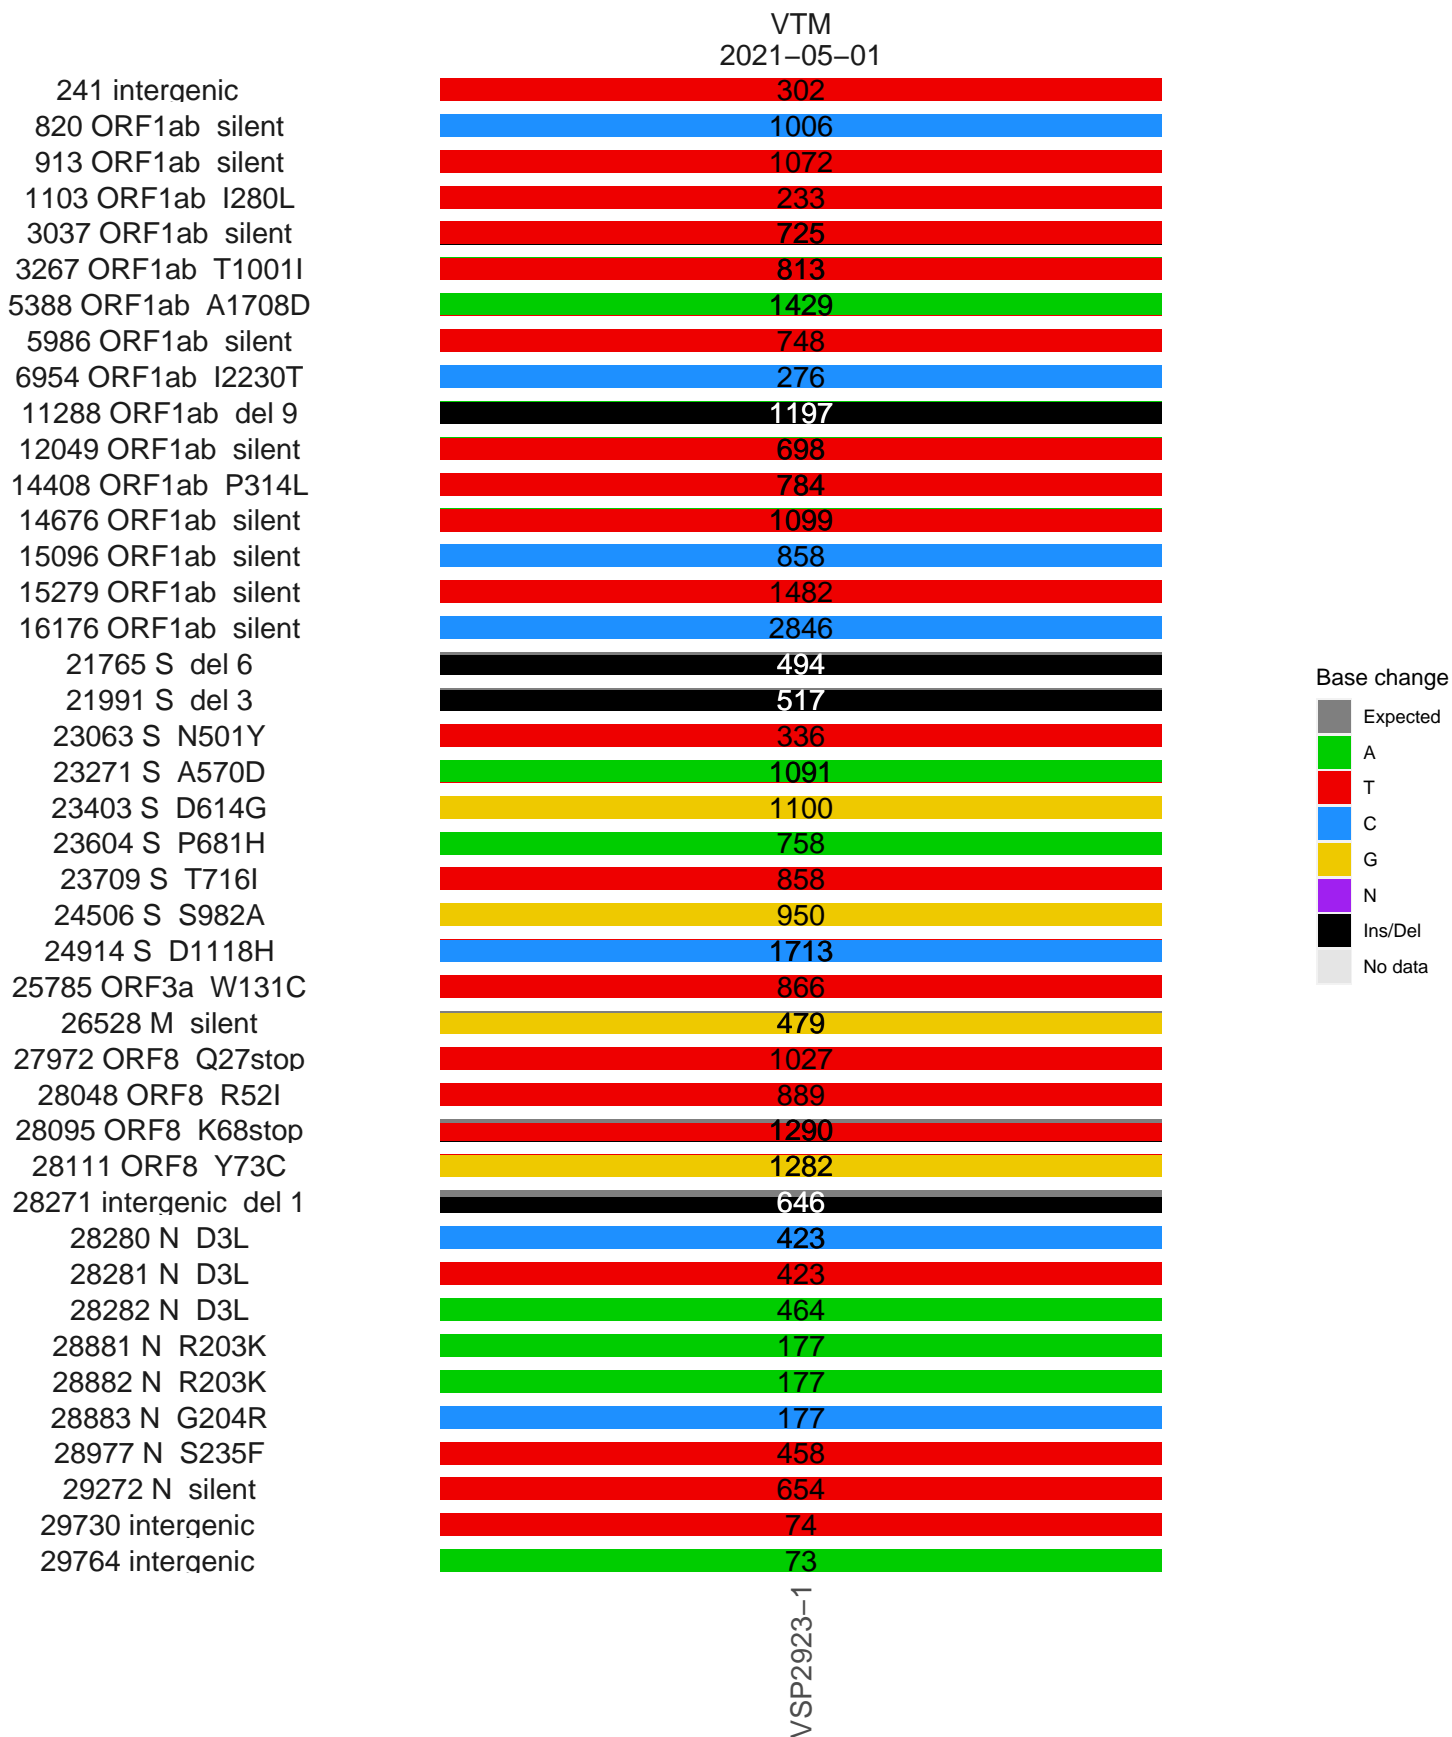 VTM
2021−05−01
241 intergenic 302
820 ORF1ab silent 1006
913 ORF1ab silent 1072
1103 ORF1ab I280L 233
3037 ORF1ab silent 725
3267 ORF1ab T1001I 813
5388 ORF1ab A1708D 1429
5986 ORF1ab silent 748
6954 ORF1ab I2230T 276
11288 ORF1ab del 9 1197
12049 ORF1ab silent 698
14408 ORF1ab P314L 784
14676 ORF1ab silent 1099
15096 ORF1ab silent 858
15279 ORF1ab silent 1482
16176 ORF1ab silent 2846
21765 S del 6 494
21991 S del 3 517
23063 S N501Y 336
23271 S A570D 1091
23403 S D614G 1100
23604 S P681H 758
23709 S T716I 858
24506 S S982A 950
24914 S D1118H 1713
25785 ORF3a W131C 866
26528 M silent 479
27972 ORF8 Q27stop 1027
28048 ORF8 R52I 889
28095 ORF8 K68stop 1290
28111 ORF8 Y73C 1282
28271 intergenic del 1 646
28280 N D3L 423
28281 N D3L 423
28282 N D3L 464
28881 N R203K 177
28882 N R203K 177
28883 N G204R 177
28977 N S235F 458
29272 N silent 654
29730 intergenic 74
29764 intergenic 73
VSP2923−1
Base change
Expected
A
T
C
G
N
Ins/Del
No data